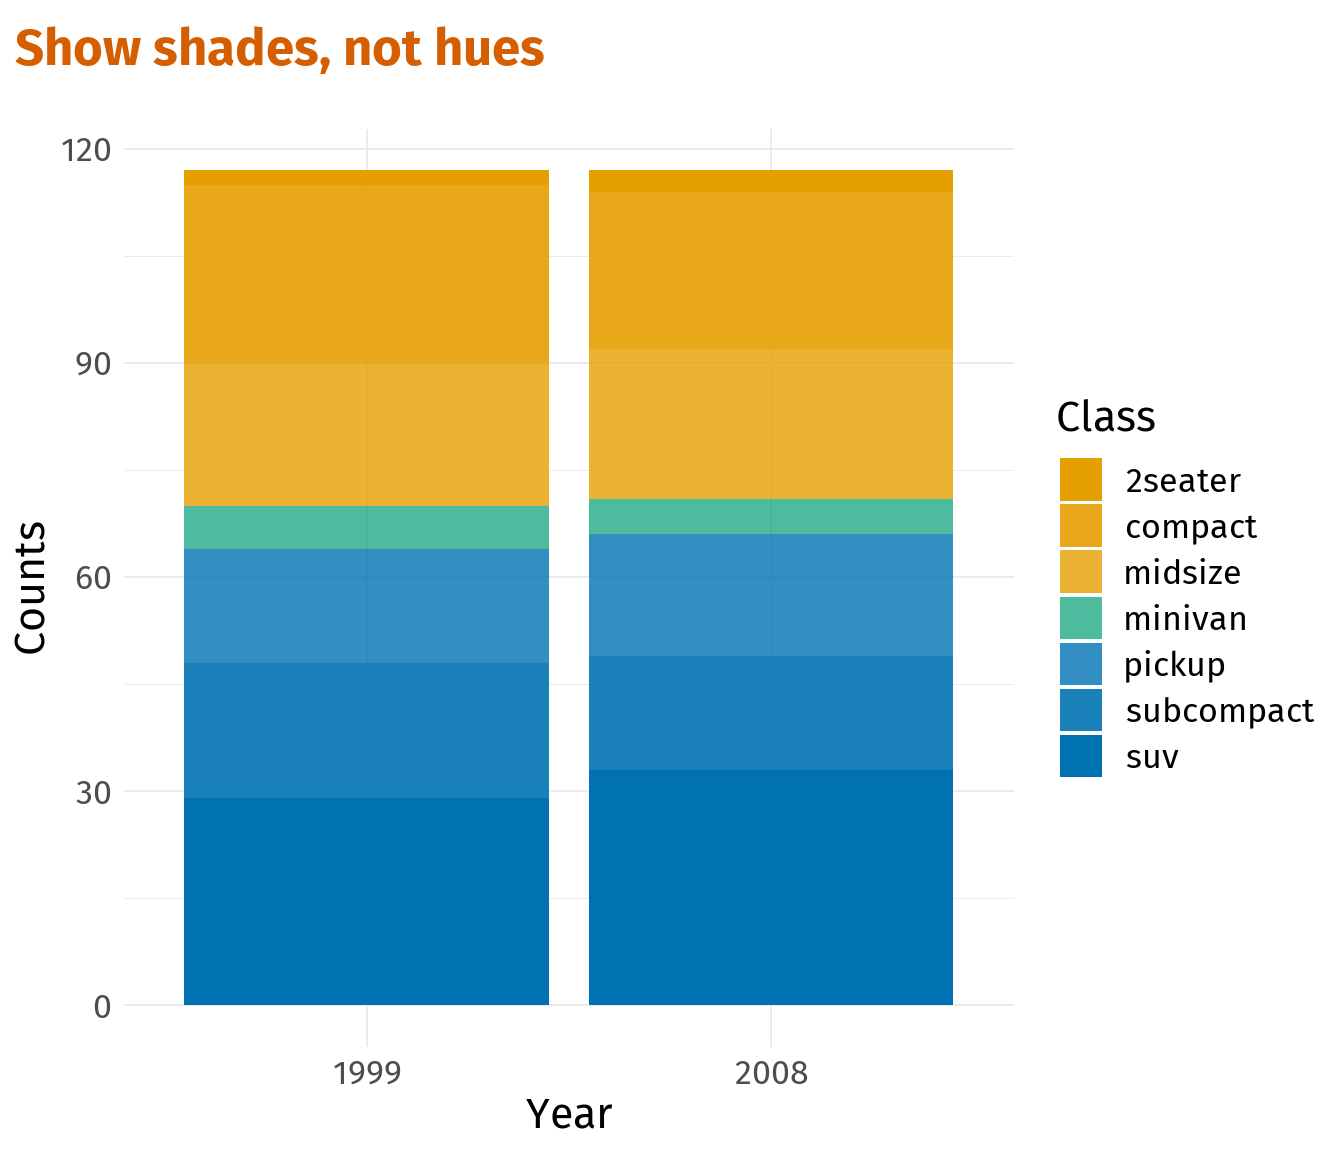 Show shades, not hues
120
90
60
30
0
Counts
1999
2008
Year
Class
2seater
compact
midsize
minivan
pickup
subcompact
suv